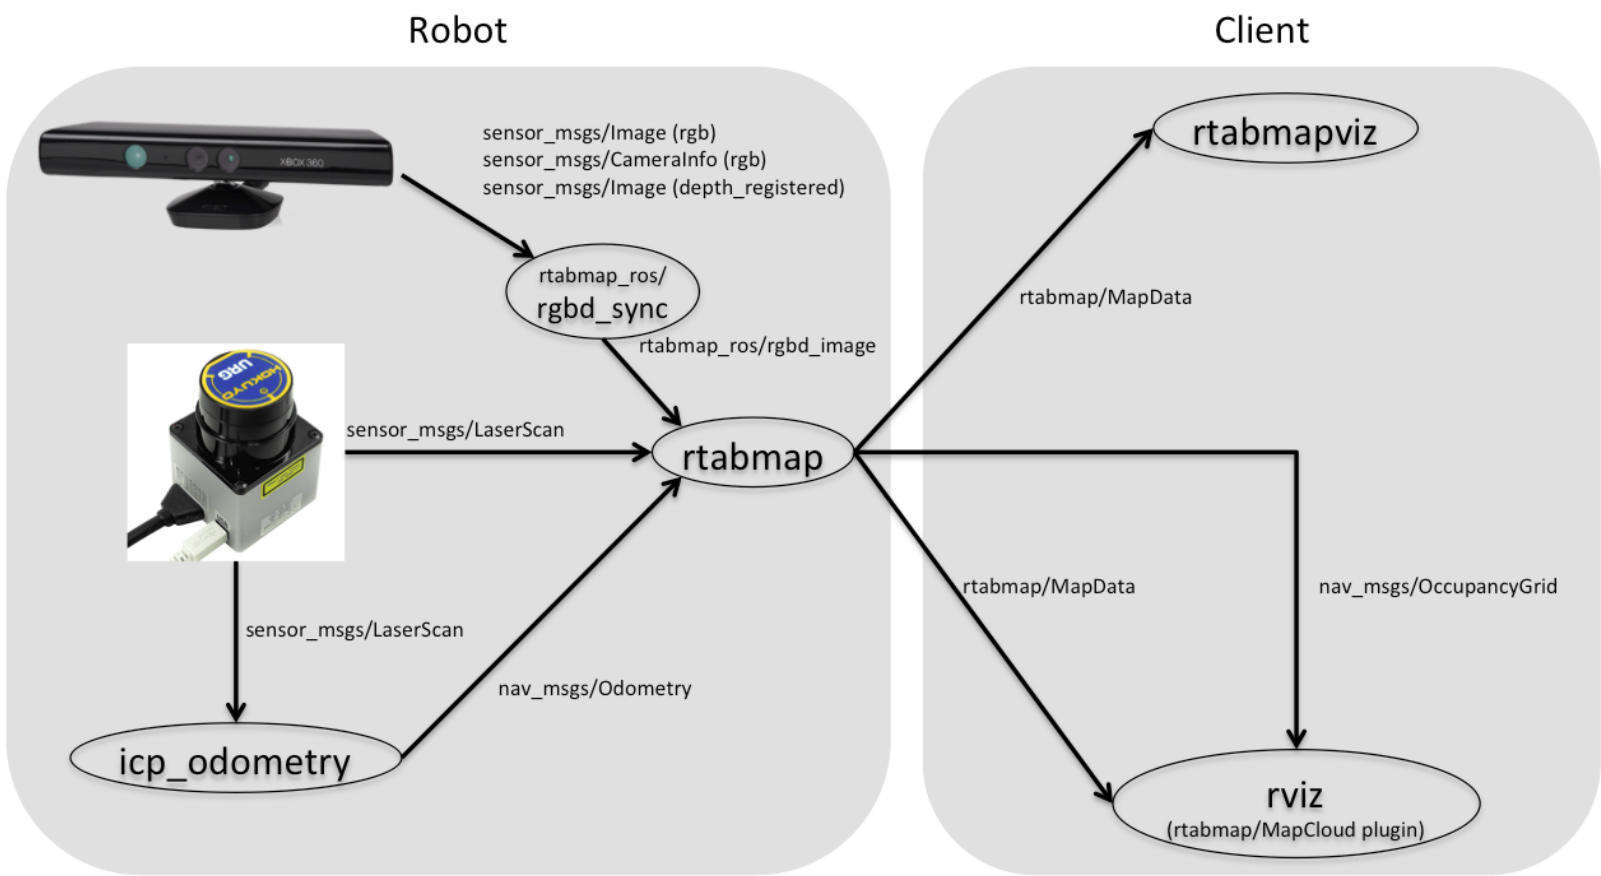 Robot
Client
XBOX 360
sensor_msgs/Image (rgb)
sensor_msgs/CameraInfo (rgb)
sensor_msgs/Image (depth_registered)
rtabmapviz
rtabmap_ros/
rgbd_sync
rtabmap/MapData
rtabmap_ros/rgbd_image
URG
HOKUYO
sensor_msgs/LaserScan
rtabmap
rtabmap/MapData
nav_msgs/OccupancyGrid
sensor_msgs/LaserScan
nav_msgs/Odometry
icp_odometry
rviz
(rtabmap/MapCloud plugin)